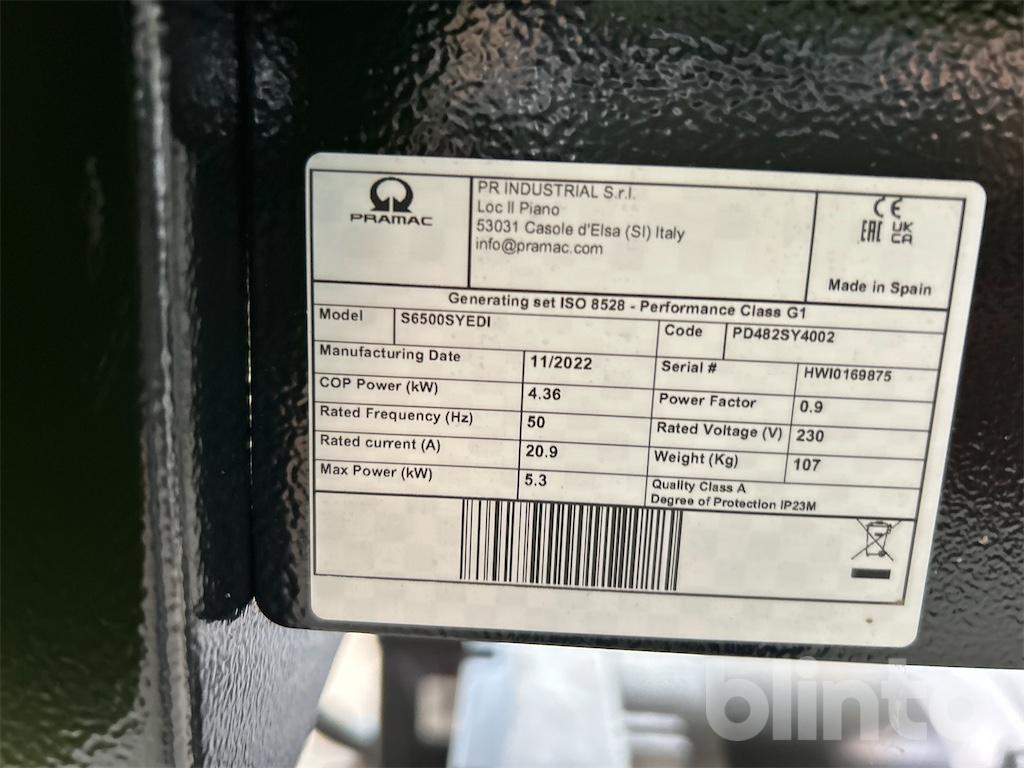 PRAMAC
PR INDUSTRIAL S.r.l.
Loc Il Piano
53031 Casole d'Elsa (SI) Italy
info@pramac.com
CE
EAC UK CA
Made in Spain
Generating set ISO 8528 - Performance Class G1
Model S6500SYEDI Code PD482SY4002
Manufacturing Date 11/2022 Serial # HWI0169875
COP Power (kW) 4.36 Power Factor 0.9
Rated Frequency (Hz) 50 Rated Voltage (V) 230
Rated current (A) 20.9 Weight (Kg) 107
Max Power (kW) 5.3 Quality Class A
Degree of Protection IP23M
blinto